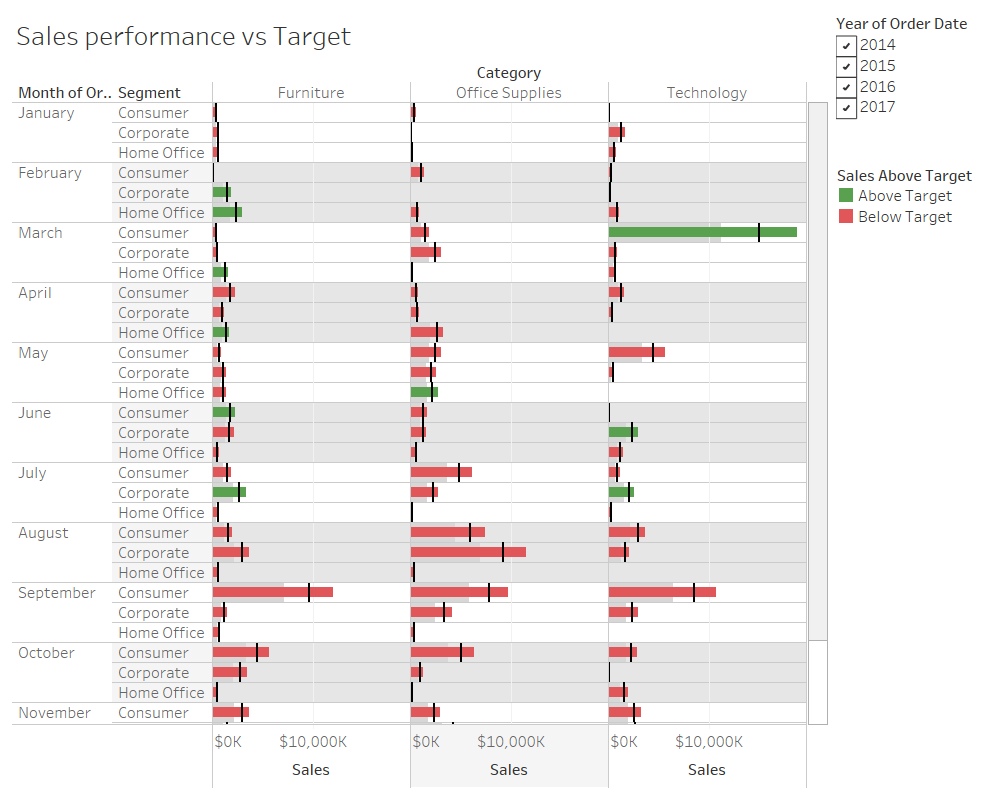 Sales performance vs Target
Category
Month of Or.. Segment Furniture Office Supplies Technology
January Consumer
Corporate
Home Office
February Consumer
Corporate
Home Office
March Consumer
Corporate
Home Office
April Consumer
Corporate
Home Office
May Consumer
Corporate
Home Office
June Consumer
Corporate
Home Office
July Consumer
Corporate
Home Office
August Consumer
Corporate
Home Office
September Consumer
Corporate
Home Office
October Consumer
Corporate
Home Office
November Consumer
$0K $10,000K $0K $10,000K $0K $10,000K
Sales Sales Sales
Year of Order Date
2014
2015
2016
2017
Sales Above Target
Above Target
Below Target